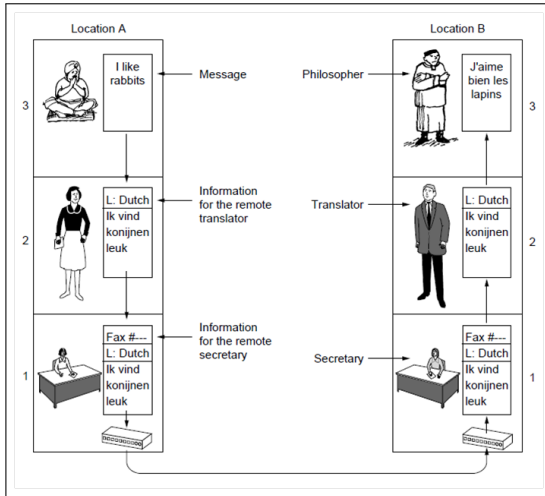 Location A
Location B
I like
rabbits
Message
Philosopher
J'aime
bien les
lapins
3
3
L: Dutch
Ik vind
konijnen
leuk
Information
for the remote
translator
Translator
L: Dutch
Ik vind
konijnen
leuk
2
2
Fax #---
L: Dutch
Ik vind
konijnen
leuk
Information
for the remote
secretary
Secretary
Fax #---
L: Dutch
Ik vind
konijnen
leuk
1
1